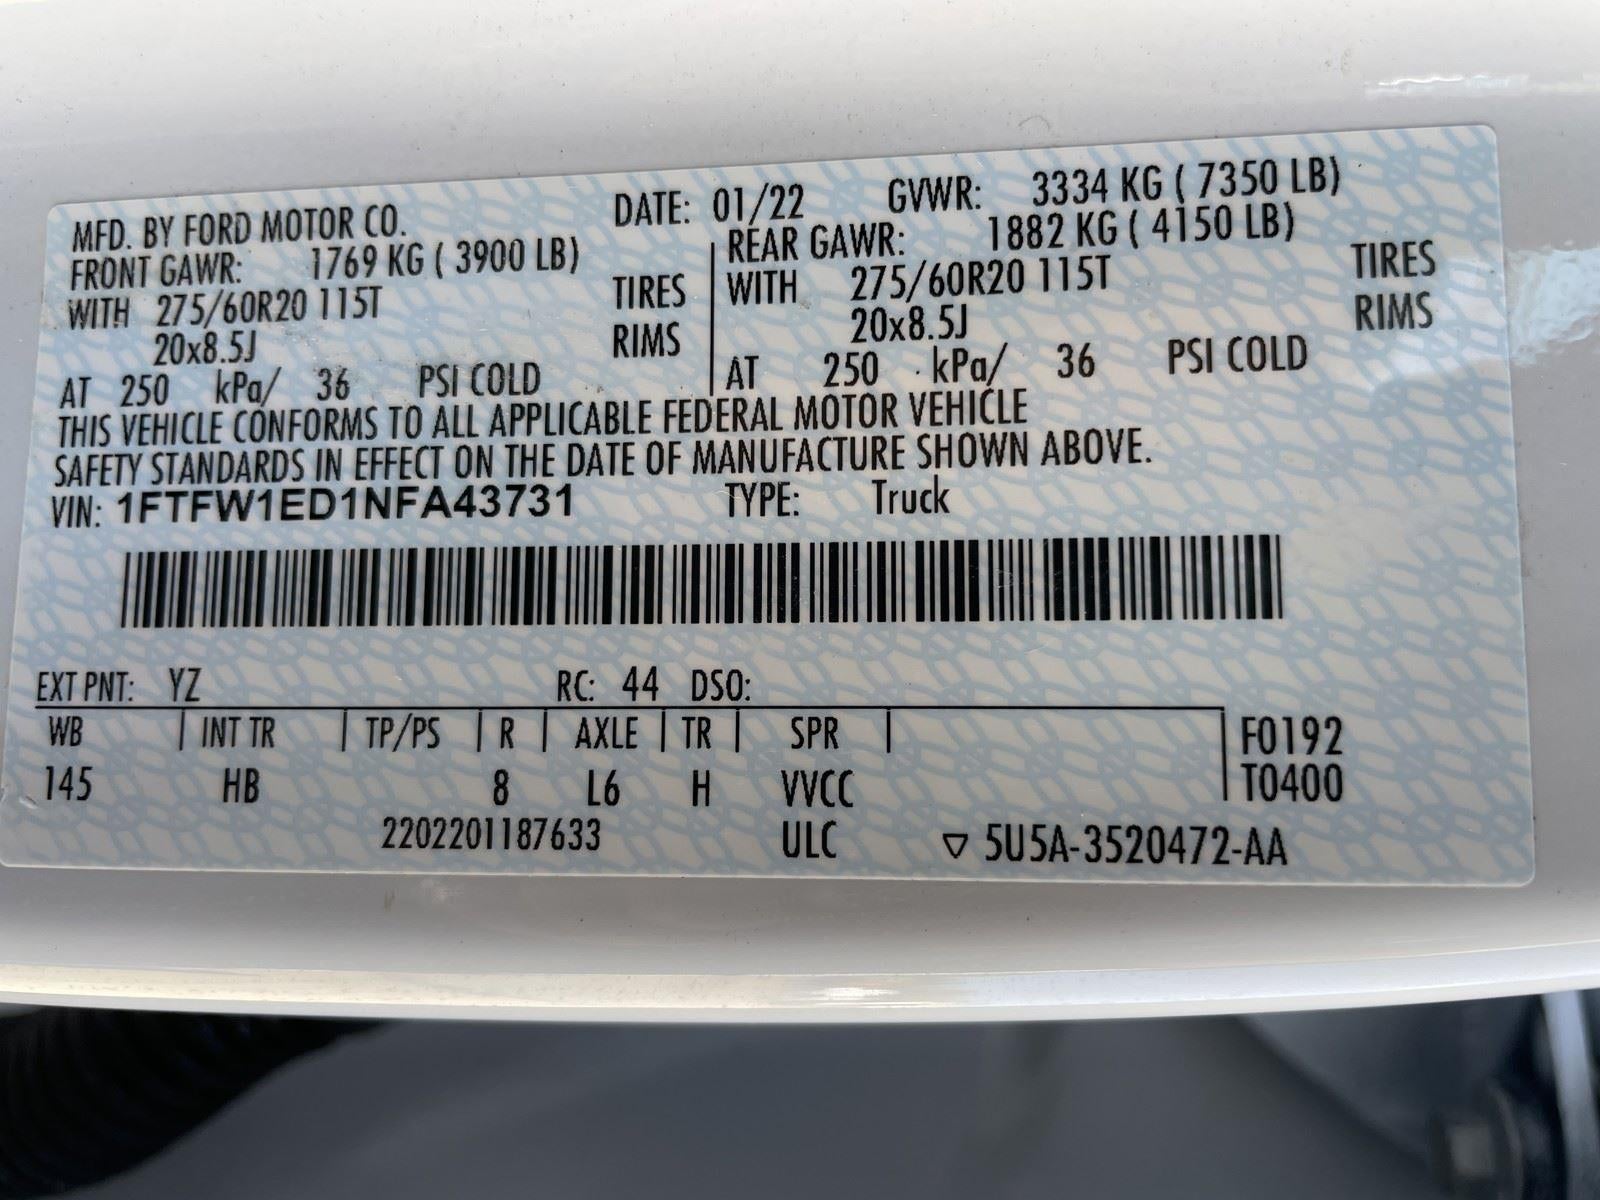 MFD. BY FORD MOTOR CO. DATE: 01/22 GVWR: 3334 KG ( 7350 LB)
FRONT GAWR: 1769 KG ( 3900 LB) REAR GAWR: 1882 KG ( 4150 LB)
WITH 275/60R20 115T TIRES WITH 275/60R20 115T TIRES
20x8.5J RIMS 20x8.5J RIMS
AT 250 kPa/ 36 PSI COLD AT 250 kPa/ 36 PSI COLD
THIS VEHICLE CONFORMS TO ALL APPLICABLE FEDERAL MOTOR VEHICLE
SAFETY STANDARDS IN EFFECT ON THE DATE OF MANUFACTURE SHOWN ABOVE.
VIN: 1FTFW1ED1NFA43731 TYPE: Truck
EXT PNT: YZ RC: 44 DSO:
WB INT TR TP/PS R AXLE TR SPR F0192
145 HB 8 L6 H VVCC T0400
2202201187633 ULC ▽ 5U5A-3520472-AA